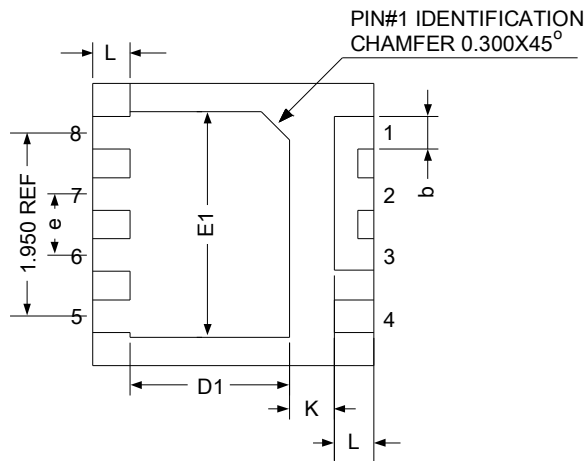 PIN#1 IDENTIFICATION
CHAMFER 0.300X45°
L
8
1
7
2
6
3
5
4
1.950 REF
e
E1
b
D1
K
L